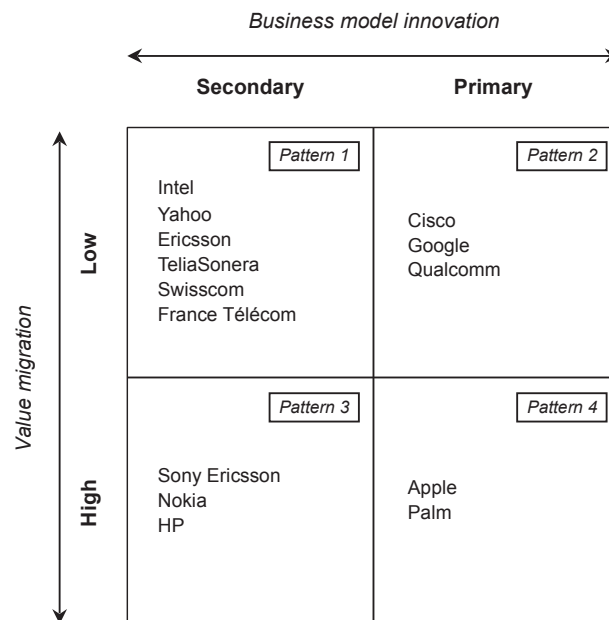 Business model innovation
Secondary
Primary
Value migration
Low
Pattern 1
Intel
Yahoo
Ericsson
TeliaSonera
Swisscom
France Télécom
Pattern 2
Cisco
Google
Qualcomm
High
Pattern 3
Sony Ericsson
Nokia
HP
Pattern 4
Apple
Palm